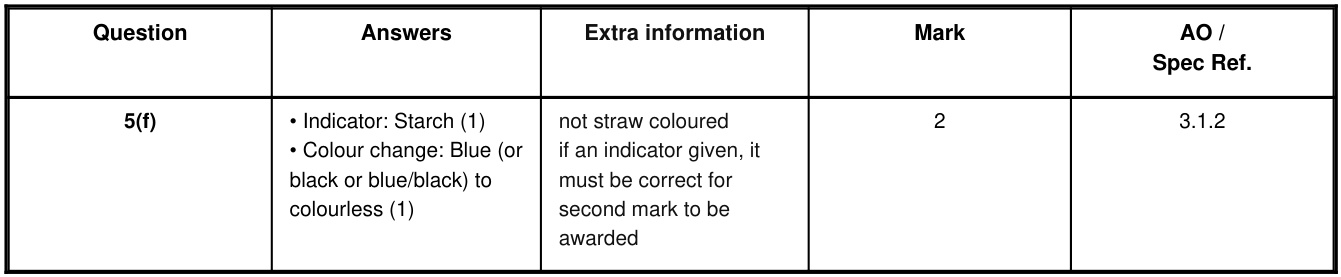 Question Answers Extra information Mark AO /
Spec Ref.
5(f) • Indicator: Starch (1) not straw coloured 2 3.1.2
• Colour change: Blue (or if an indicator given, it
black or blue/black) to must be correct for
colourless (1) second mark to be
awarded